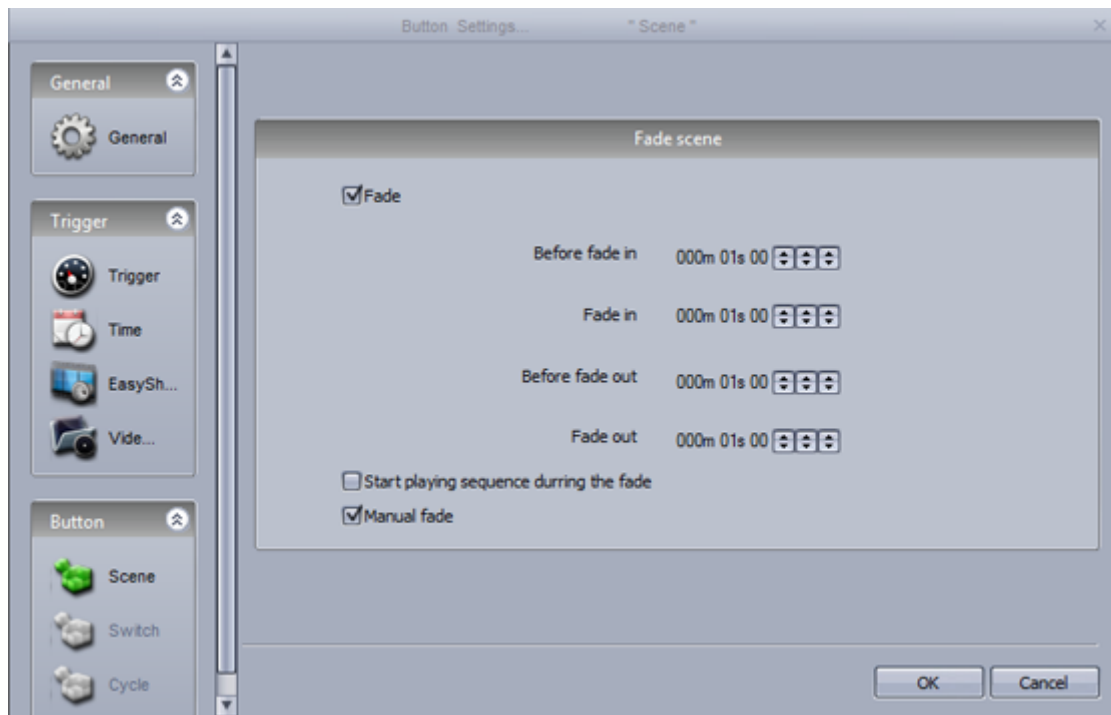 Button Settings... " Scene "
General
General
Trigger
Trigger
Time
EasySh...
Vide...
Button
Scene
Switch
Cycle
Fade scene
Fade
Before fade in 000m 01s 00
Fade in 000m 01s 00
Before fade out 000m 01s 00
Fade out 000m 01s 00
Start playing sequence durring the fade
Manual fade
OK Cancel